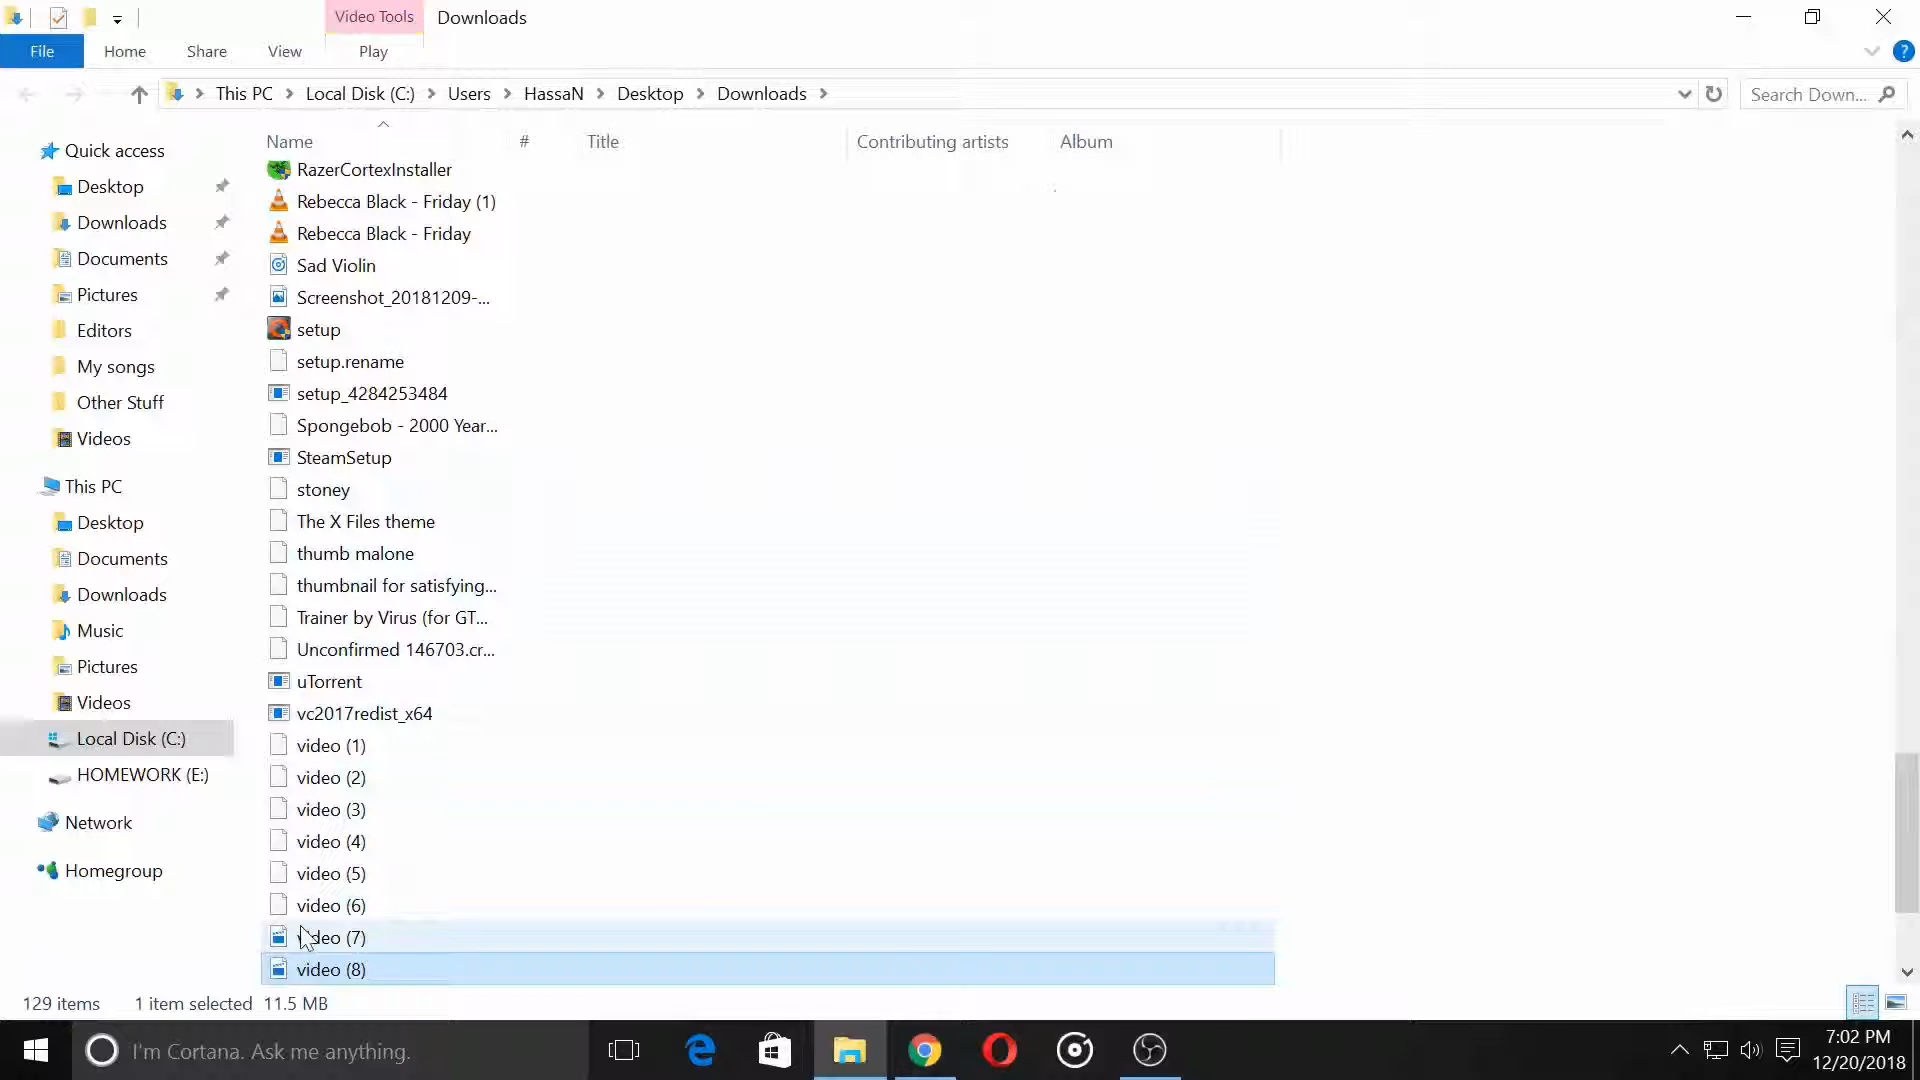 Video Tools
Downloads
File
Home
Share
View
Play
This PC
Local Disk (C:)
Users
HassaN
Desktop
Downloads
Search Down...
Name
#
Title
Contributing artists
Album
Quick access
Desktop
Downloads
Documents
Pictures
Editors
My songs
Other Stuff
Videos
This PC
Desktop
Documents
Downloads
Music
Pictures
Videos
Local Disk (C:)
HOMEWORK (E:)
Network
Homegroup
RazerCortexInstaller
Rebecca Black - Friday (1)
Rebecca Black - Friday
Sad Violin
Screenshot_20181209-...
setup
setup.rename
setup_4284253484
Spongebob - 2000 Year...
SteamSetup
stoney
The X Files theme
thumb malone
thumbnail for satisfying...
Trainer by Virus (for GT...
Unconfirmed 146703.cr...
uTorrent
vc2017redist_x64
video (1)
video (2)
video (3)
video (4)
video (5)
video (6)
video (7)
video (8)
129 items
1 item selected
11.5 MB
I'm Cortana. Ask me anything.
7:02 PM
12/20/2018